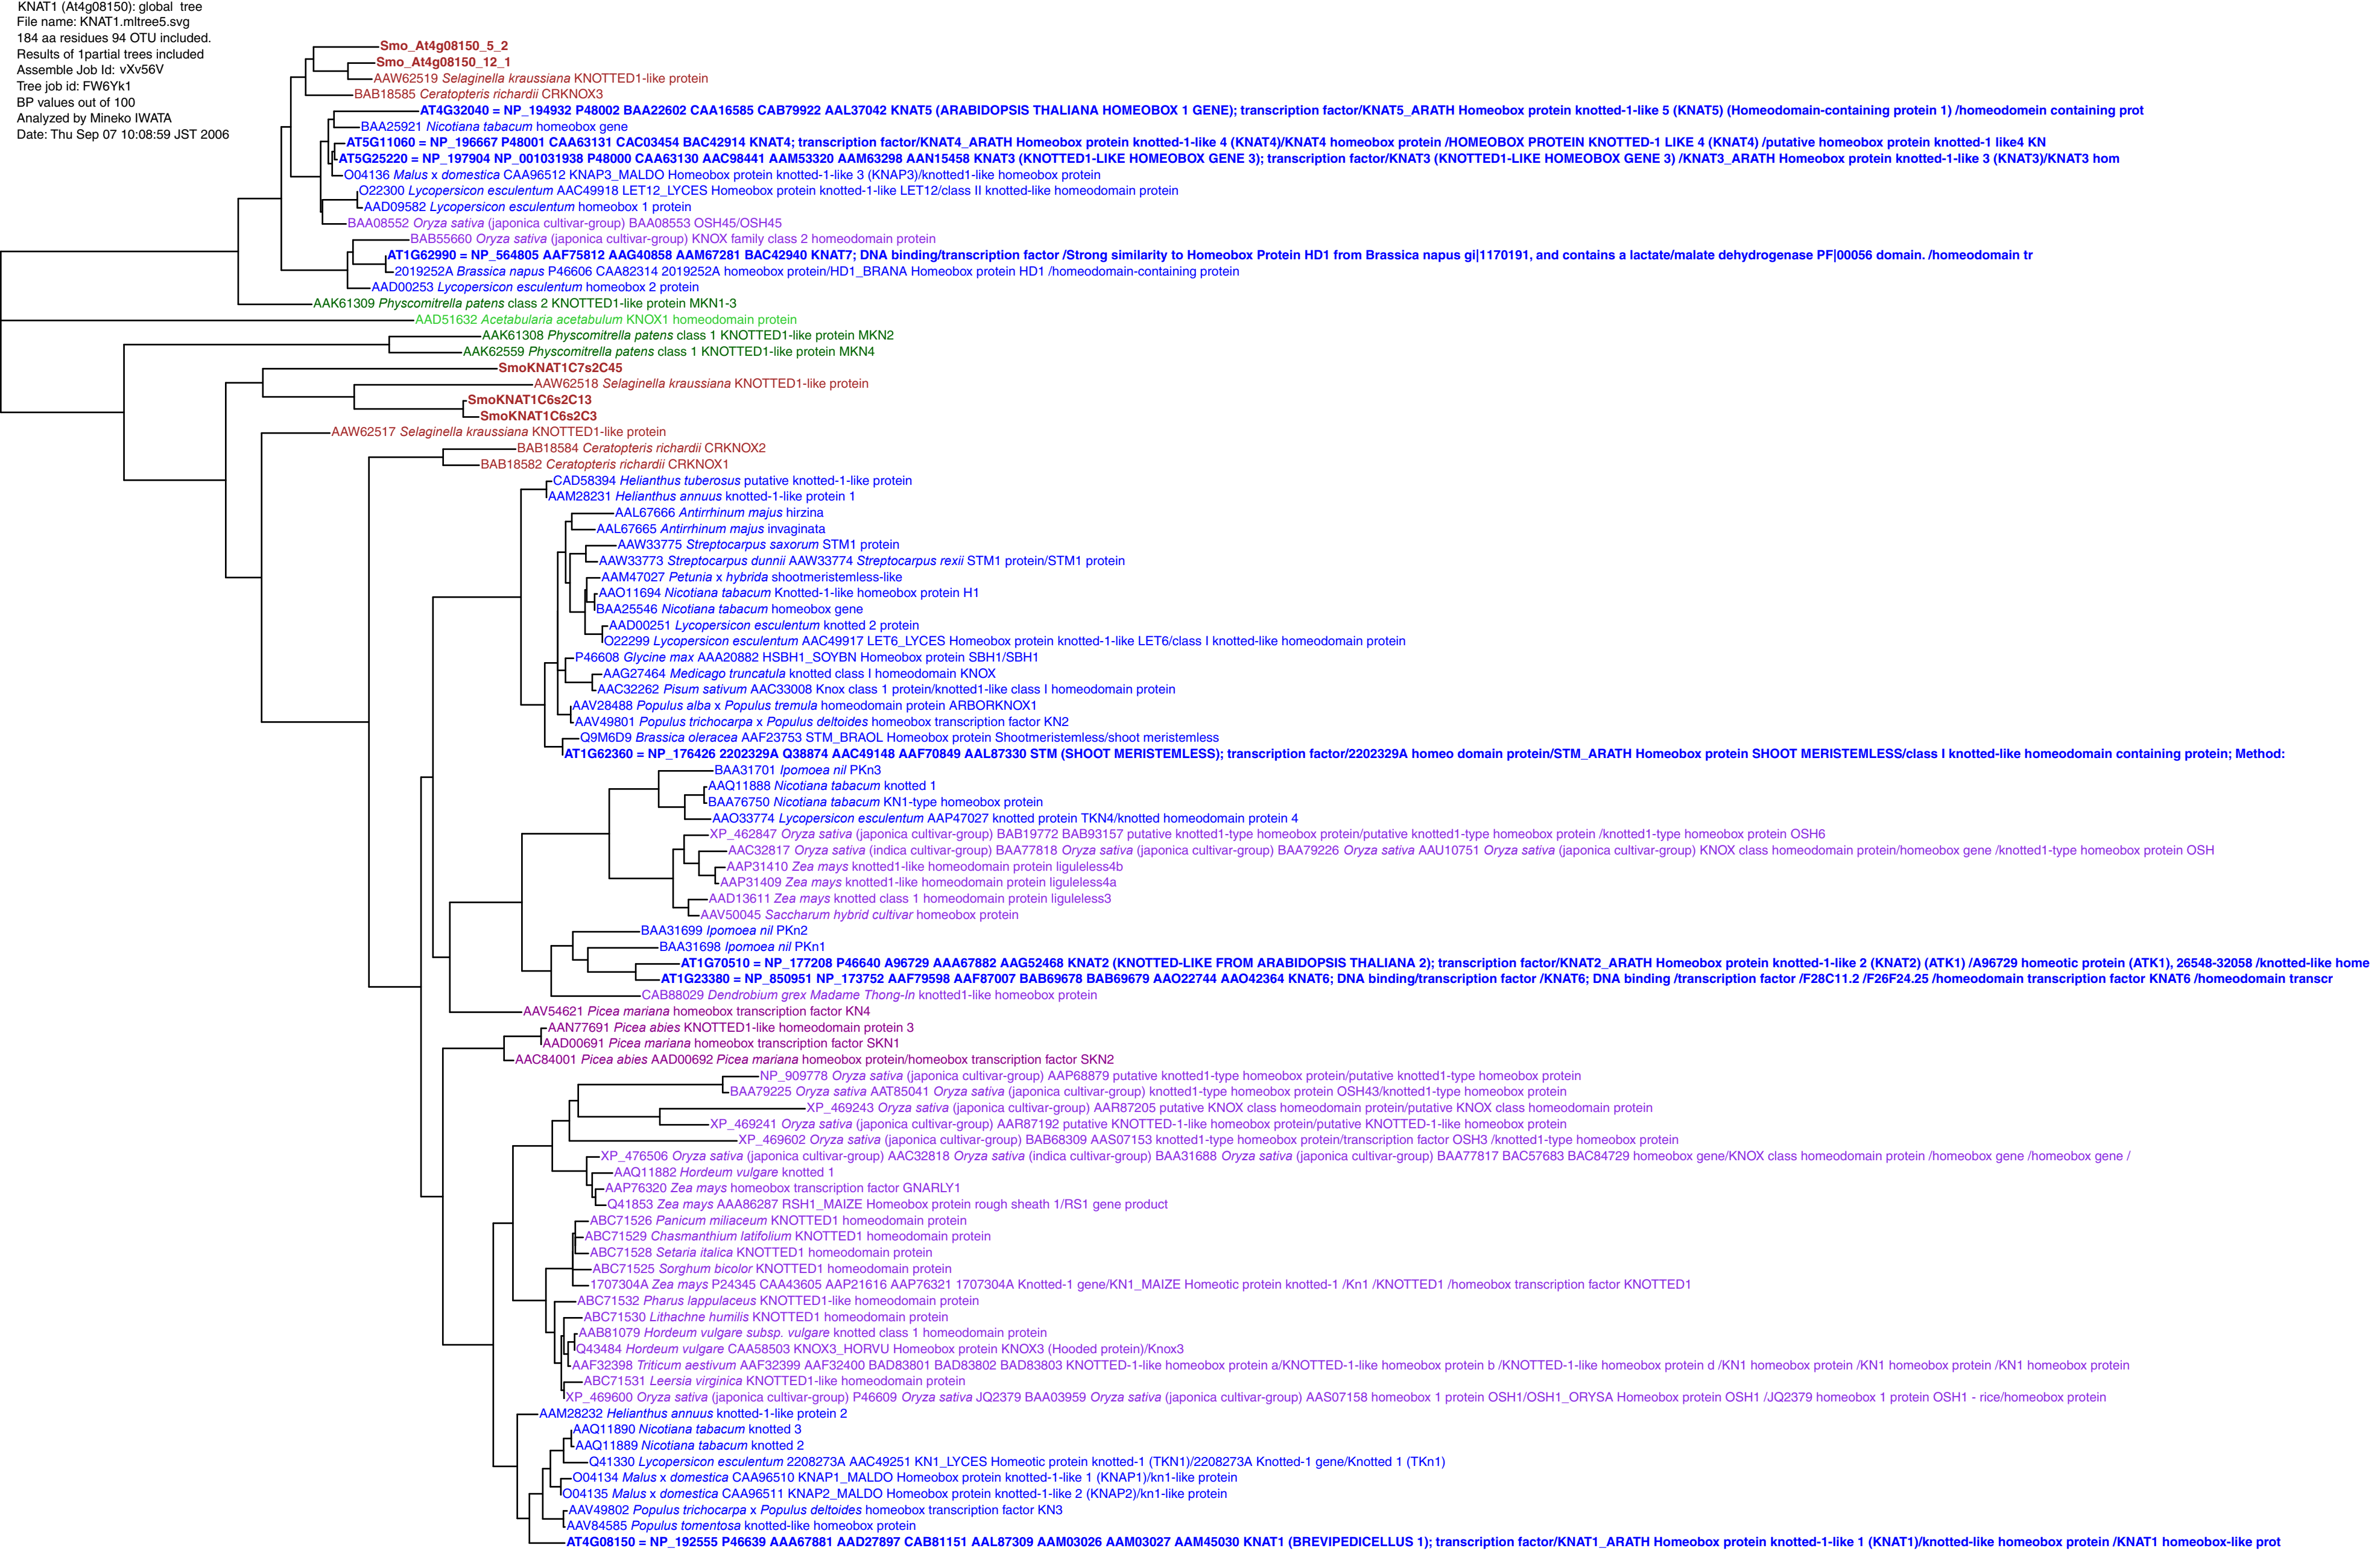 KNAT1 (At4g08150): global  tree
File name: KNAT1.mltree5.svg
184 aa residues 94 OTU included.
Results of 1partial trees included
Assemble Job Id: vXv56V
Tree job id: FW6Yk1
BP values out of 100
Analyzed by Mineko IWATA
Date: Thu Sep 07 10:08:59 JST 2006
Smo_At4g08150_5_2
Smo_At4g08150_12_1
AAW62519 Selaginella kraussiana KNOTTED1-like protein
BAB18585 Ceratopteris richardii CRKNOX3
AT4G32040 = NP_194932 P48002 BAA22602 CAA16585 CAB79922 AAL37042 KNAT5 (ARABIDOPSIS THALIANA HOMEOBOX 1 GENE); transcription factor/KNAT5_ARATH Homeobox protein knotted-1-like 5 (KNAT5) (Homeodomain-containing protein 1) /homeodomein containing prot
BAA25921 Nicotiana tabacum homeobox gene
AT5G11060 = NP_196667 P48001 CAA63131 CAC03454 BAC42914 KNAT4; transcription factor/KNAT4_ARATH Homeobox protein knotted-1-like 4 (KNAT4)/KNAT4 homeobox protein /HOMEOBOX PROTEIN KNOTTED-1 LIKE 4 (KNAT4) /putative homeobox protein knotted-1 like4 KN
AT5G25220 = NP_197904 NP_001031938 P48000 CAA63130 AAC98441 AAM53320 AAM63298 AAN15458 KNAT3 (KNOTTED1-LIKE HOMEOBOX GENE 3); transcription factor/KNAT3 (KNOTTED1-LIKE HOMEOBOX GENE 3) /KNAT3_ARATH Homeobox protein knotted-1-like 3 (KNAT3)/KNAT3 hom
O04136 Malus x domestica CAA96512 KNAP3_MALDO Homeobox protein knotted-1-like 3 (KNAP3)/knotted1-like homeobox protein
O22300 Lycopersicon esculentum AAC49918 LET12_LYCES Homeobox protein knotted-1-like LET12/class II knotted-like homeodomain protein
AAD09582 Lycopersicon esculentum homeobox 1 protein
BAA08552 Oryza sativa (japonica cultivar-group) BAA08553 OSH45/OSH45
BAB55660 Oryza sativa (japonica cultivar-group) KNOX family class 2 homeodomain protein
AT1G62990 = NP_564805 AAF75812 AAG40858 AAM67281 BAC42940 KNAT7; DNA binding/transcription factor /Strong similarity to Homeobox Protein HD1 from Brassica napus gi|1170191, and contains a lactate/malate dehydrogenase PF|00056 domain. /homeodomain tr
2019252A Brassica napus P46606 CAA82314 2019252A homeobox protein/HD1_BRANA Homeobox protein HD1 /homeodomain-containing protein
AAD00253 Lycopersicon esculentum homeobox 2 protein
AAK61309 Physcomitrella patens class 2 KNOTTED1-like protein MKN1-3
AAD51632 Acetabularia acetabulum KNOX1 homeodomain protein
AAK61308 Physcomitrella patens class 1 KNOTTED1-like protein MKN2
AAK62559 Physcomitrella patens class 1 KNOTTED1-like protein MKN4
SmoKNAT1C7s2C45
AAW62518 Selaginella kraussiana KNOTTED1-like protein
SmoKNAT1C6s2C13
SmoKNAT1C6s2C3
AAW62517 Selaginella kraussiana KNOTTED1-like protein
BAB18584 Ceratopteris richardii CRKNOX2
BAB18582 Ceratopteris richardii CRKNOX1
CAD58394 Helianthus tuberosus putative knotted-1-like protein
AAM28231 Helianthus annuus knotted-1-like protein 1
AAL67666 Antirrhinum majus hirzina
AAL67665 Antirrhinum majus invaginata
AAW33775 Streptocarpus saxorum STM1 protein
AAW33773 Streptocarpus dunnii AAW33774 Streptocarpus rexii STM1 protein/STM1 protein
AAM47027 Petunia x hybrida shootmeristemless-like
AAO11694 Nicotiana tabacum Knotted-1-like homeobox protein H1
BAA25546 Nicotiana tabacum homeobox gene
AAD00251 Lycopersicon esculentum knotted 2 protein
O22299 Lycopersicon esculentum AAC49917 LET6_LYCES Homeobox protein knotted-1-like LET6/class I knotted-like homeodomain protein
P46608 Glycine max AAA20882 HSBH1_SOYBN Homeobox protein SBH1/SBH1
AAG27464 Medicago truncatula knotted class I homeodomain KNOX
AAC32262 Pisum sativum AAC33008 Knox class 1 protein/knotted1-like class I homeodomain protein
AAV28488 Populus alba x Populus tremula homeodomain protein ARBORKNOX1
AAV49801 Populus trichocarpa x Populus deltoides homeobox transcription factor KN2
Q9M6D9 Brassica oleracea AAF23753 STM_BRAOL Homeobox protein Shootmeristemless/shoot meristemless
AT1G62360 = NP_176426 2202329A Q38874 AAC49148 AAF70849 AAL87330 STM (SHOOT MERISTEMLESS); transcription factor/2202329A homeo domain protein/STM_ARATH Homeobox protein SHOOT MERISTEMLESS/class I knotted-like homeodomain containing protein; Method:
BAA31701 Ipomoea nil PKn3
AAQ11888 Nicotiana tabacum knotted 1
BAA76750 Nicotiana tabacum KN1-type homeobox protein
AAO33774 Lycopersicon esculentum AAP47027 knotted protein TKN4/knotted homeodomain protein 4
XP_462847 Oryza sativa (japonica cultivar-group) BAB19772 BAB93157 putative knotted1-type homeobox protein/putative knotted1-type homeobox protein /knotted1-type homeobox protein OSH6
AAC32817 Oryza sativa (indica cultivar-group) BAA77818 Oryza sativa (japonica cultivar-group) BAA79226 Oryza sativa AAU10751 Oryza sativa (japonica cultivar-group) KNOX class homeodomain protein/homeobox gene /knotted1-type homeobox protein OSH
AAP31410 Zea mays knotted1-like homeodomain protein liguleless4b
AAP31409 Zea mays knotted1-like homeodomain protein liguleless4a
AAD13611 Zea mays knotted class 1 homeodomain protein liguleless3
AAV50045 Saccharum hybrid cultivar homeobox protein
BAA31699 Ipomoea nil PKn2
BAA31698 Ipomoea nil PKn1
AT1G70510 = NP_177208 P46640 A96729 AAA67882 AAG52468 KNAT2 (KNOTTED-LIKE FROM ARABIDOPSIS THALIANA 2); transcription factor/KNAT2_ARATH Homeobox protein knotted-1-like 2 (KNAT2) (ATK1) /A96729 homeotic protein (ATK1), 26548-32058 /knotted-like home
AT1G23380 = NP_850951 NP_173752 AAF79598 AAF87007 BAB69678 BAB69679 AAO22744 AAO42364 KNAT6; DNA binding/transcription factor /KNAT6; DNA binding /transcription factor /F28C11.2 /F26F24.25 /homeodomain transcription factor KNAT6 /homeodomain transcr
CAB88029 Dendrobium grex Madame Thong-In knotted1-like homeobox protein
AAV54621 Picea mariana homeobox transcription factor KN4
AAN77691 Picea abies KNOTTED1-like homeodomain protein 3
AAD00691 Picea mariana homeobox transcription factor SKN1
AAC84001 Picea abies AAD00692 Picea mariana homeobox protein/homeobox transcription factor SKN2
NP_909778 Oryza sativa (japonica cultivar-group) AAP68879 putative knotted1-type homeobox protein/putative knotted1-type homeobox protein
BAA79225 Oryza sativa AAT85041 Oryza sativa (japonica cultivar-group) knotted1-type homeobox protein OSH43/knotted1-type homeobox protein
XP_469243 Oryza sativa (japonica cultivar-group) AAR87205 putative KNOX class homeodomain protein/putative KNOX class homeodomain protein
XP_469241 Oryza sativa (japonica cultivar-group) AAR87192 putative KNOTTED-1-like homeobox protein/putative KNOTTED-1-like homeobox protein
XP_469602 Oryza sativa (japonica cultivar-group) BAB68309 AAS07153 knotted1-type homeobox protein/transcription factor OSH3 /knotted1-type homeobox protein
XP_476506 Oryza sativa (japonica cultivar-group) AAC32818 Oryza sativa (indica cultivar-group) BAA31688 Oryza sativa (japonica cultivar-group) BAA77817 BAC57683 BAC84729 homeobox gene/KNOX class homeodomain protein /homeobox gene /homeobox gene /
AAQ11882 Hordeum vulgare knotted 1
AAP76320 Zea mays homeobox transcription factor GNARLY1
Q41853 Zea mays AAA86287 RSH1_MAIZE Homeobox protein rough sheath 1/RS1 gene product
ABC71526 Panicum miliaceum KNOTTED1 homeodomain protein
ABC71529 Chasmanthium latifolium KNOTTED1 homeodomain protein
ABC71528 Setaria italica KNOTTED1 homeodomain protein
ABC71525 Sorghum bicolor KNOTTED1 homeodomain protein
1707304A Zea mays P24345 CAA43605 AAP21616 AAP76321 1707304A Knotted-1 gene/KN1_MAIZE Homeotic protein knotted-1 /Kn1 /KNOTTED1 /homeobox transcription factor KNOTTED1
ABC71532 Pharus lappulaceus KNOTTED1-like homeodomain protein
ABC71530 Lithachne humilis KNOTTED1 homeodomain protein
AAB81079 Hordeum vulgare subsp. vulgare knotted class 1 homeodomain protein
Q43484 Hordeum vulgare CAA58503 KNOX3_HORVU Homeobox protein KNOX3 (Hooded protein)/Knox3
AAF32398 Triticum aestivum AAF32399 AAF32400 BAD83801 BAD83802 BAD83803 KNOTTED-1-like homeobox protein a/KNOTTED-1-like homeobox protein b /KNOTTED-1-like homeobox protein d /KN1 homeobox protein /KN1 homeobox protein /KN1 homeobox protein
ABC71531 Leersia virginica KNOTTED1-like homeodomain protein
XP_469600 Oryza sativa (japonica cultivar-group) P46609 Oryza sativa JQ2379 BAA03959 Oryza sativa (japonica cultivar-group) AAS07158 homeobox 1 protein OSH1/OSH1_ORYSA Homeobox protein OSH1 /JQ2379 homeobox 1 protein OSH1 - rice/homeobox protein
AAM28232 Helianthus annuus knotted-1-like protein 2
AAQ11890 Nicotiana tabacum knotted 3
AAQ11889 Nicotiana tabacum knotted 2
Q41330 Lycopersicon esculentum 2208273A AAC49251 KN1_LYCES Homeotic protein knotted-1 (TKN1)/2208273A Knotted-1 gene/Knotted 1 (TKn1)
O04134 Malus x domestica CAA96510 KNAP1_MALDO Homeobox protein knotted-1-like 1 (KNAP1)/kn1-like protein
O04135 Malus x domestica CAA96511 KNAP2_MALDO Homeobox protein knotted-1-like 2 (KNAP2)/kn1-like protein
AAV49802 Populus trichocarpa x Populus deltoides homeobox transcription factor KN3
AAV84585 Populus tomentosa knotted-like homeobox protein
AT4G08150 = NP_192555 P46639 AAA67881 AAD27897 CAB81151 AAL87309 AAM03026 AAM03027 AAM45030 KNAT1 (BREVIPEDICELLUS 1); transcription factor/KNAT1_ARATH Homeobox protein knotted-1-like 1 (KNAT1)/knotted-like homeobox protein /KNAT1 homeobox-like prot